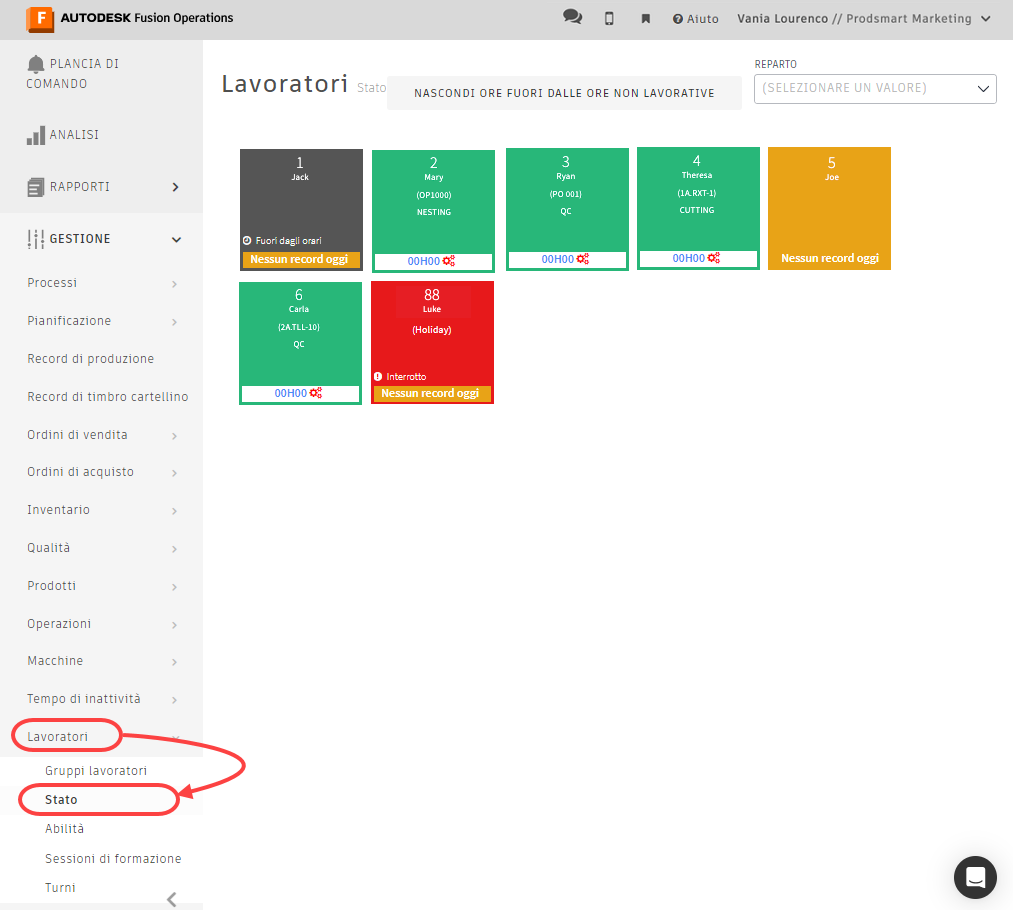 F AUTODESK Fusion Operations
Aiuto
Vania Lourenco // Prodsmart Marketing
PLANCIA DI
COMANDO
ANALISI
RAPPORTI
GESTIONE
Processi
Pianificazione
Record di produzione
Record di timbro cartellino
Ordini di vendita
Ordini di acquisto
Inventario
Qualità
Prodotti
Operazioni
Macchine
Tempo di inattività
Lavoratori
Gruppi lavoratori
Stato
Abilità
Sessioni di formazione
Turni
Lavoratori Stato
NASCONDI ORE FUORI DALLE ORE NON LAVORATIVE
REPARTO
(SELEZIONARE UN VALORE)
1
Jack
Fuori dagli orari
Nessun record oggi
2
Mary
(OP1000)
NESTING
00H00
3
Ryan
(PO 001)
QC
00H00
4
Theresa
(1A.RXT-1)
CUTTING
00H00
5
Joe
Nessun record oggi
6
Carla
(2A.TLL-10)
QC
00H00
88
Luke
(Holiday)
Interrotto
Nessun record oggi